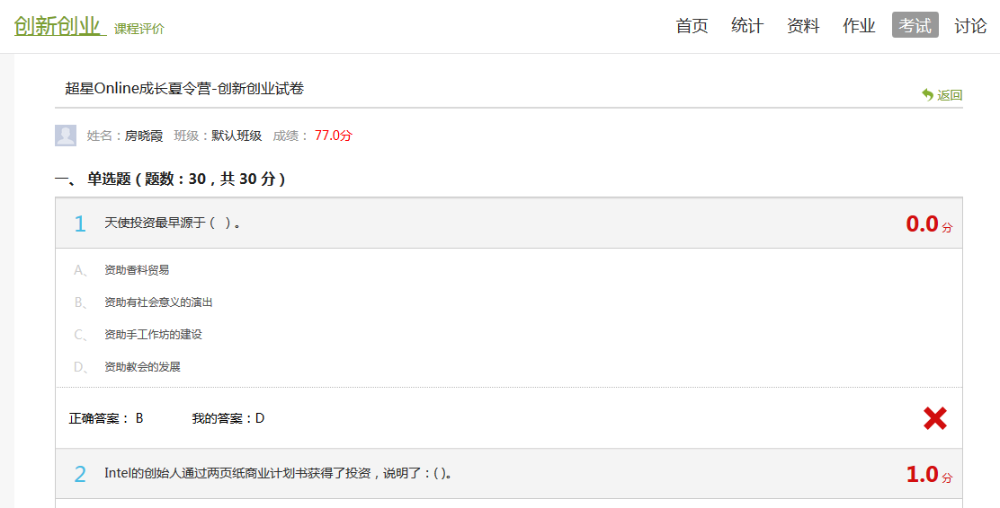 创新创业 课程评价 首页 统计 资料 作业 考试 讨论
超星Online成长夏令营-创新创业试卷
返回
姓名：房晓霞 班级：默认班级 成绩： 77.0分
一、 单选题（题数：30，共 30 分）
1 天使投资最早源于（ ）。 0.0 分
A、 资助香料贸易
B、 资助有社会意义的演出
C、 资助手工作坊的建设
D、 资助教会的发展
正确答案： B 我的答案：D
2 Intel的创始人通过两页纸商业计划书获得了投资，说明了：( )。 1.0 分